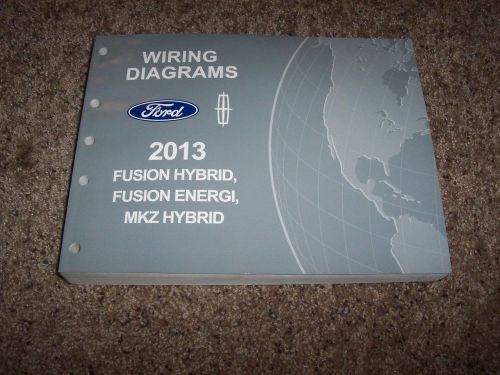 WIRING
DIAGRAMS
Ford
2013
FUSION HYBRID,
FUSION ENERGI,
MKZ HYBRID